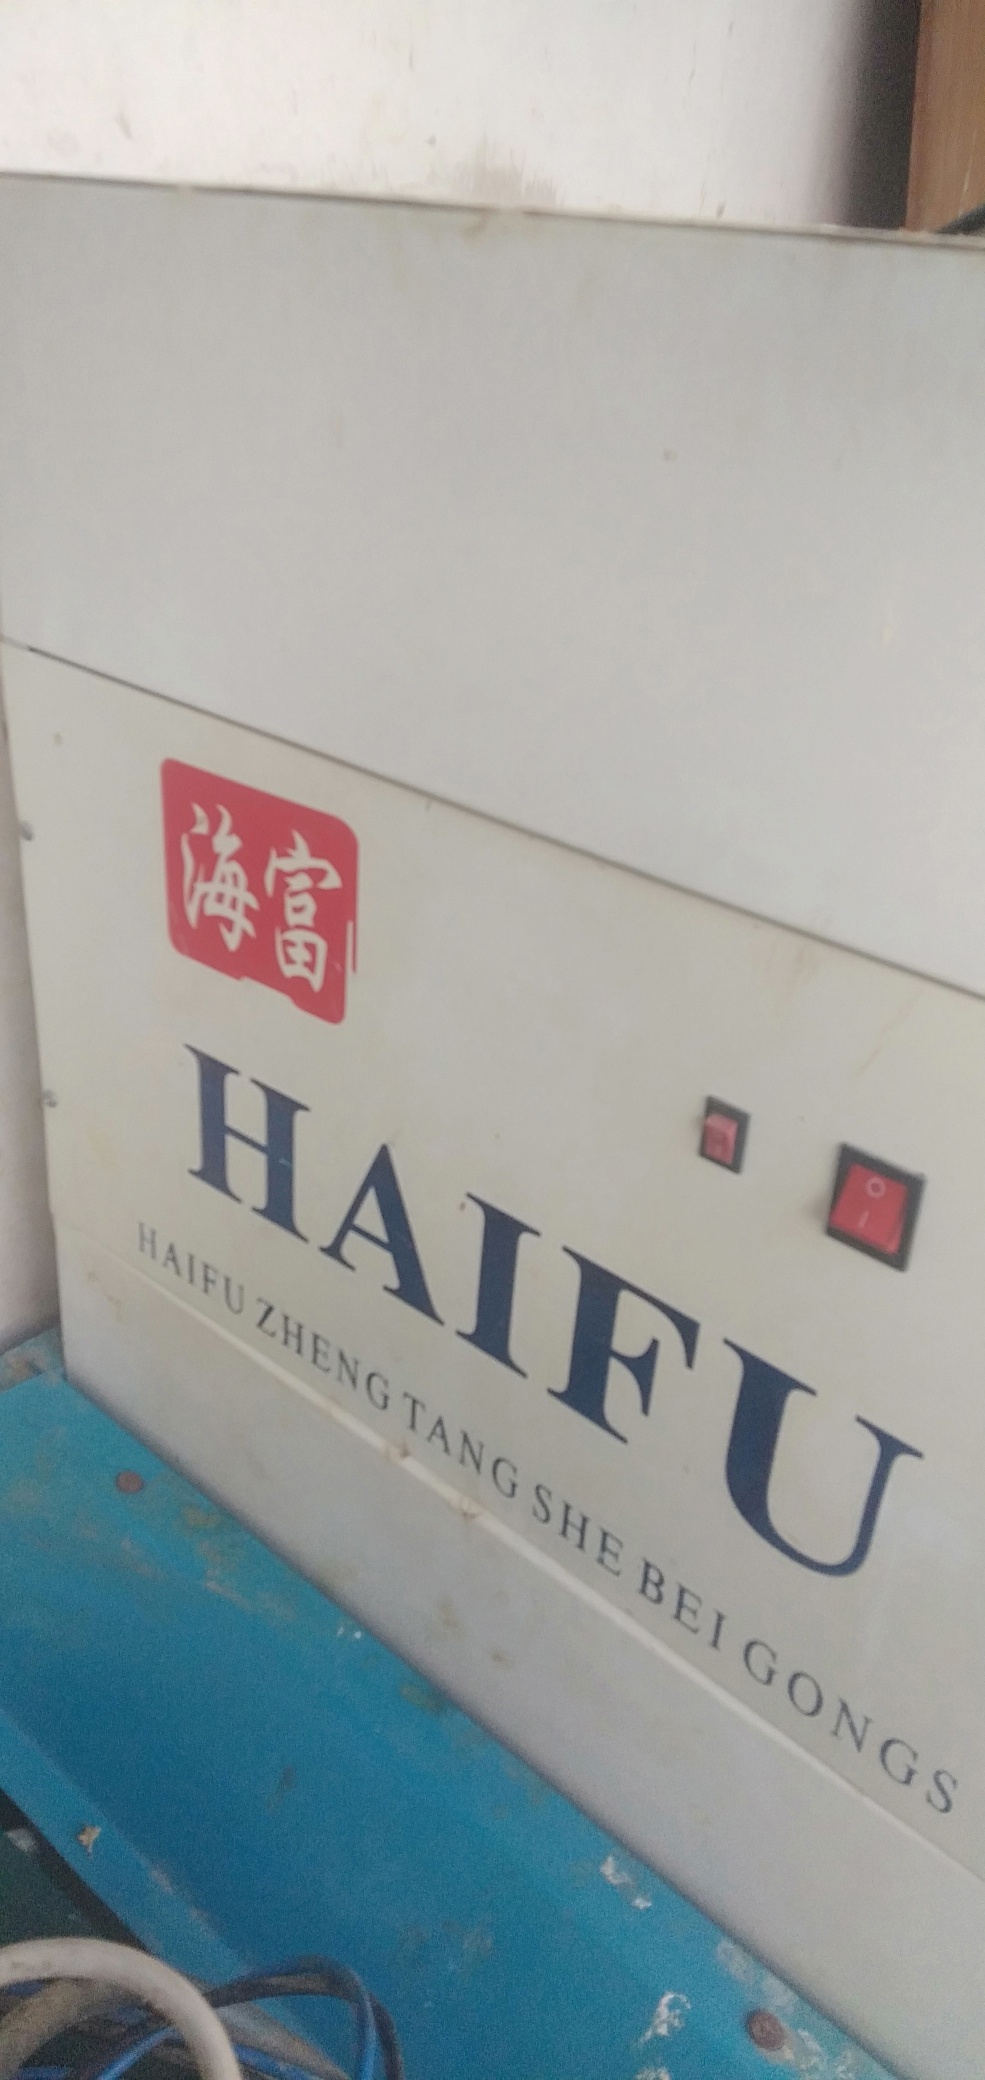 海富
HAIFU
HAIFU ZHENG TANG SHE BEI GONGS